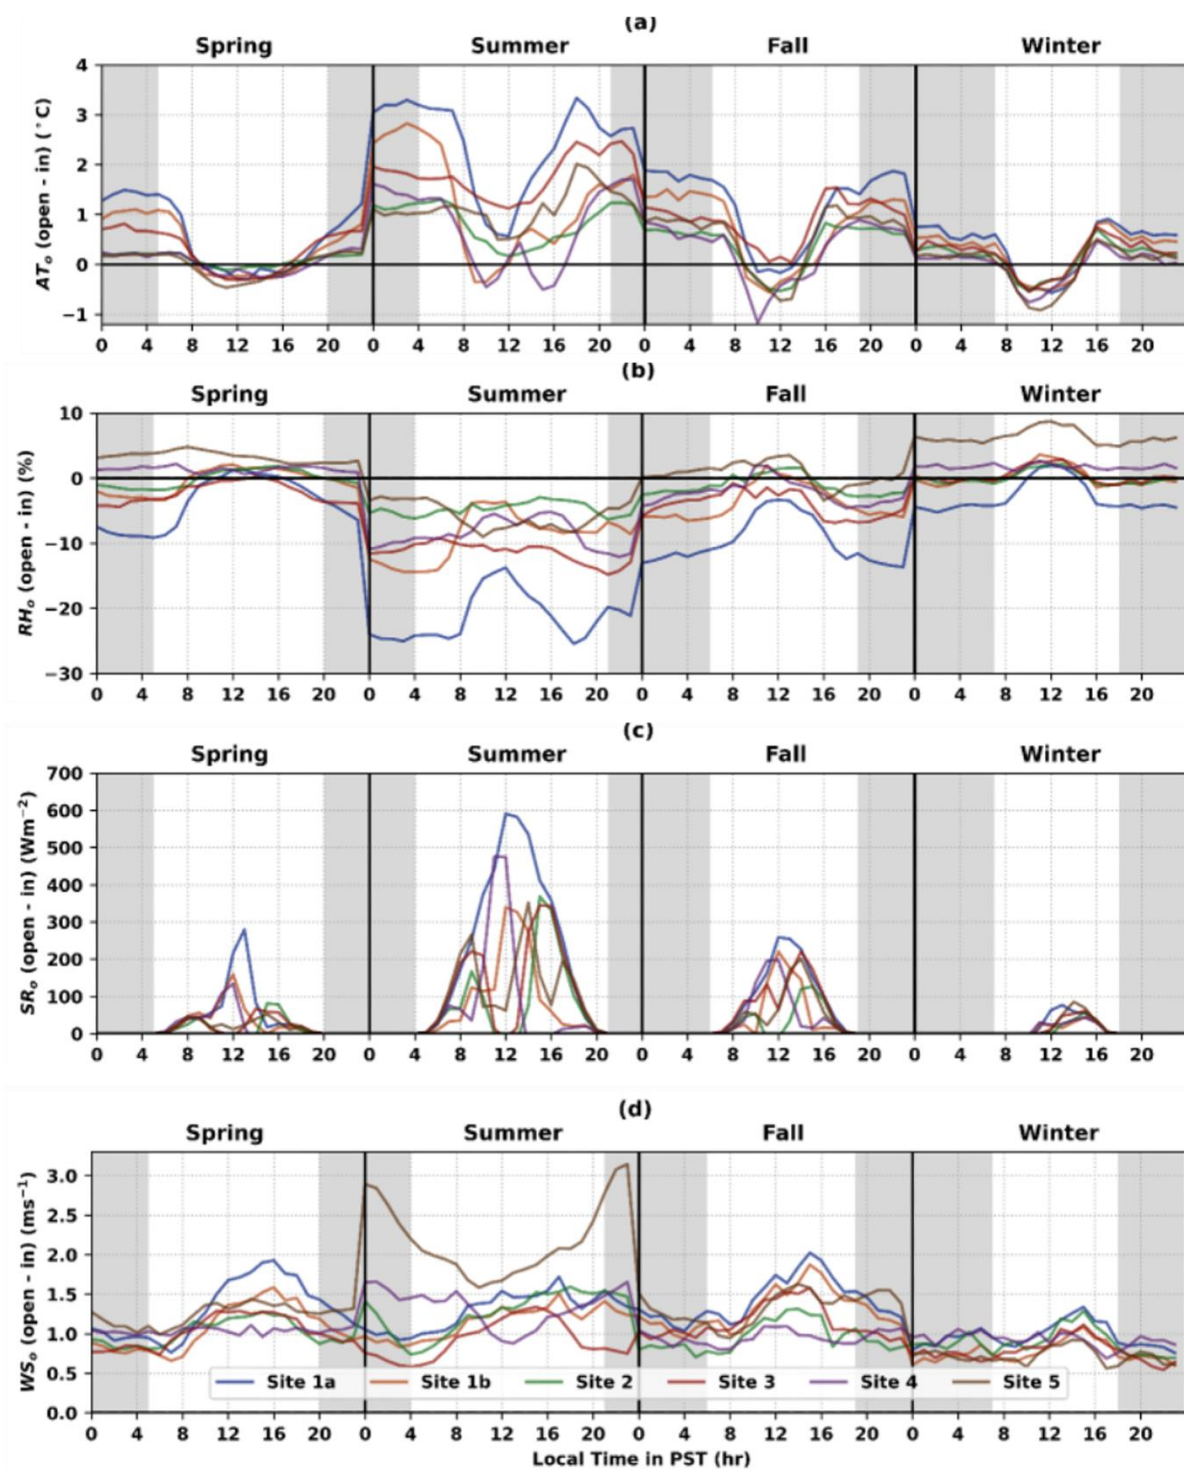 (a)
Spring Summer Fall Winter
4
3
2
1
0
−1
AT₀ (open - in) (°C)
0 4 8 12 16 20 0 4 8 12 16 20 0 4 8 12 16 20 0 4 8 12 16 20
(b)
Spring Summer Fall Winter
10
0
−10
−20
−30
RH₀ (open - in) (%)
0 4 8 12 16 20 0 4 8 12 16 20 0 4 8 12 16 20 0 4 8 12 16 20
(c)
Spring Summer Fall Winter
700
600
500
400
300
200
100
0
SR₀ (open - in) (Wm⁻²)
0 4 8 12 16 20 0 4 8 12 16 20 0 4 8 12 16 20 0 4 8 12 16 20
(d)
Spring Summer Fall Winter
3.0
2.5
2.0
1.5
1.0
0.5
0.0
WS₀ (open - in) (ms⁻¹)
Site 1a Site 1b Site 2 Site 3 Site 4 Site 5
0 4 8 12 16 20 0 4 8 12 16 20 0 4 8 12 16 20 0 4 8 12 16 20
Local Time in PST (hr)